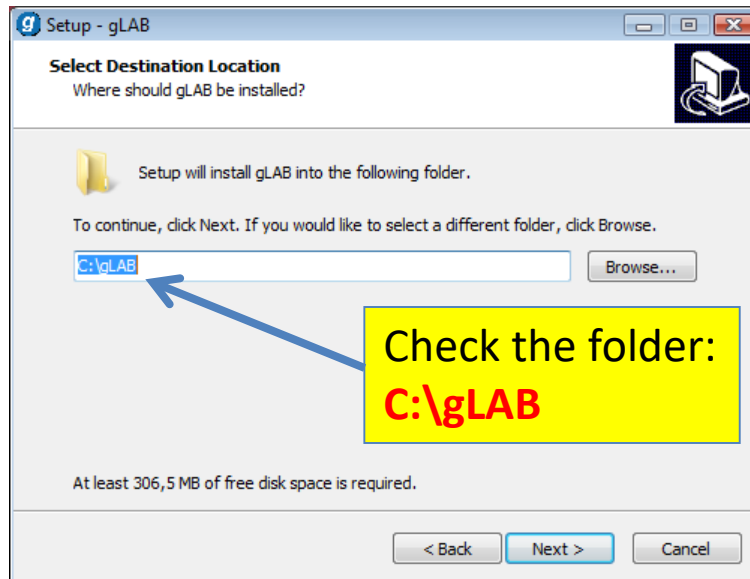 Setup - gLAB
Select Destination Location
Where should gLAB be installed?
Setup will install gLAB into the following folder.
To continue, click Next. If you would like to select a different folder, click Browse.
C:\gLAB
Browse...
Check the folder:
C:\gLAB
At least 306,5 MB of free disk space is required.
< Back
Next >
Cancel